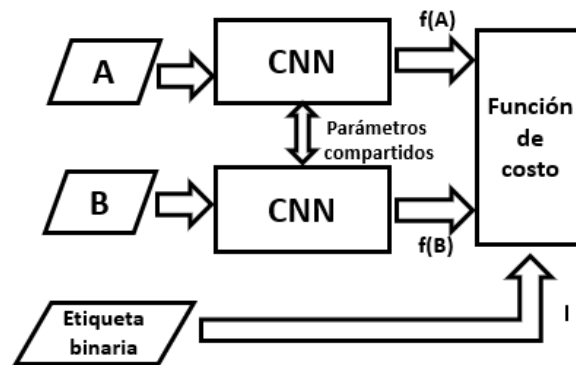 f(A)
A
CNN
Parámetros
compartidos
Función
de
costo
B
CNN
f(B)
Etiqueta
binaria
l